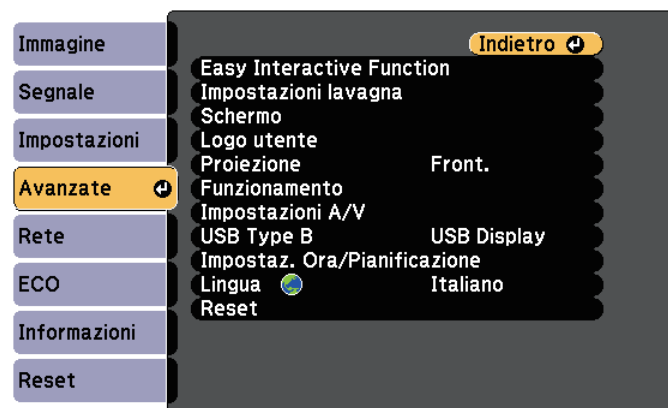 Immagine
Segnale
Impostazioni
Avanzate
Rete
ECO
Informazioni
Reset
Indietro
Easy Interactive Function
Impostazioni lavagna
Schermo
Logo utente
Proiezione Front.
Funzionamento
Impostazioni A/V
USB Type B USB Display
Impostaz. Ora/Pianificazione
Lingua Italiano
Reset